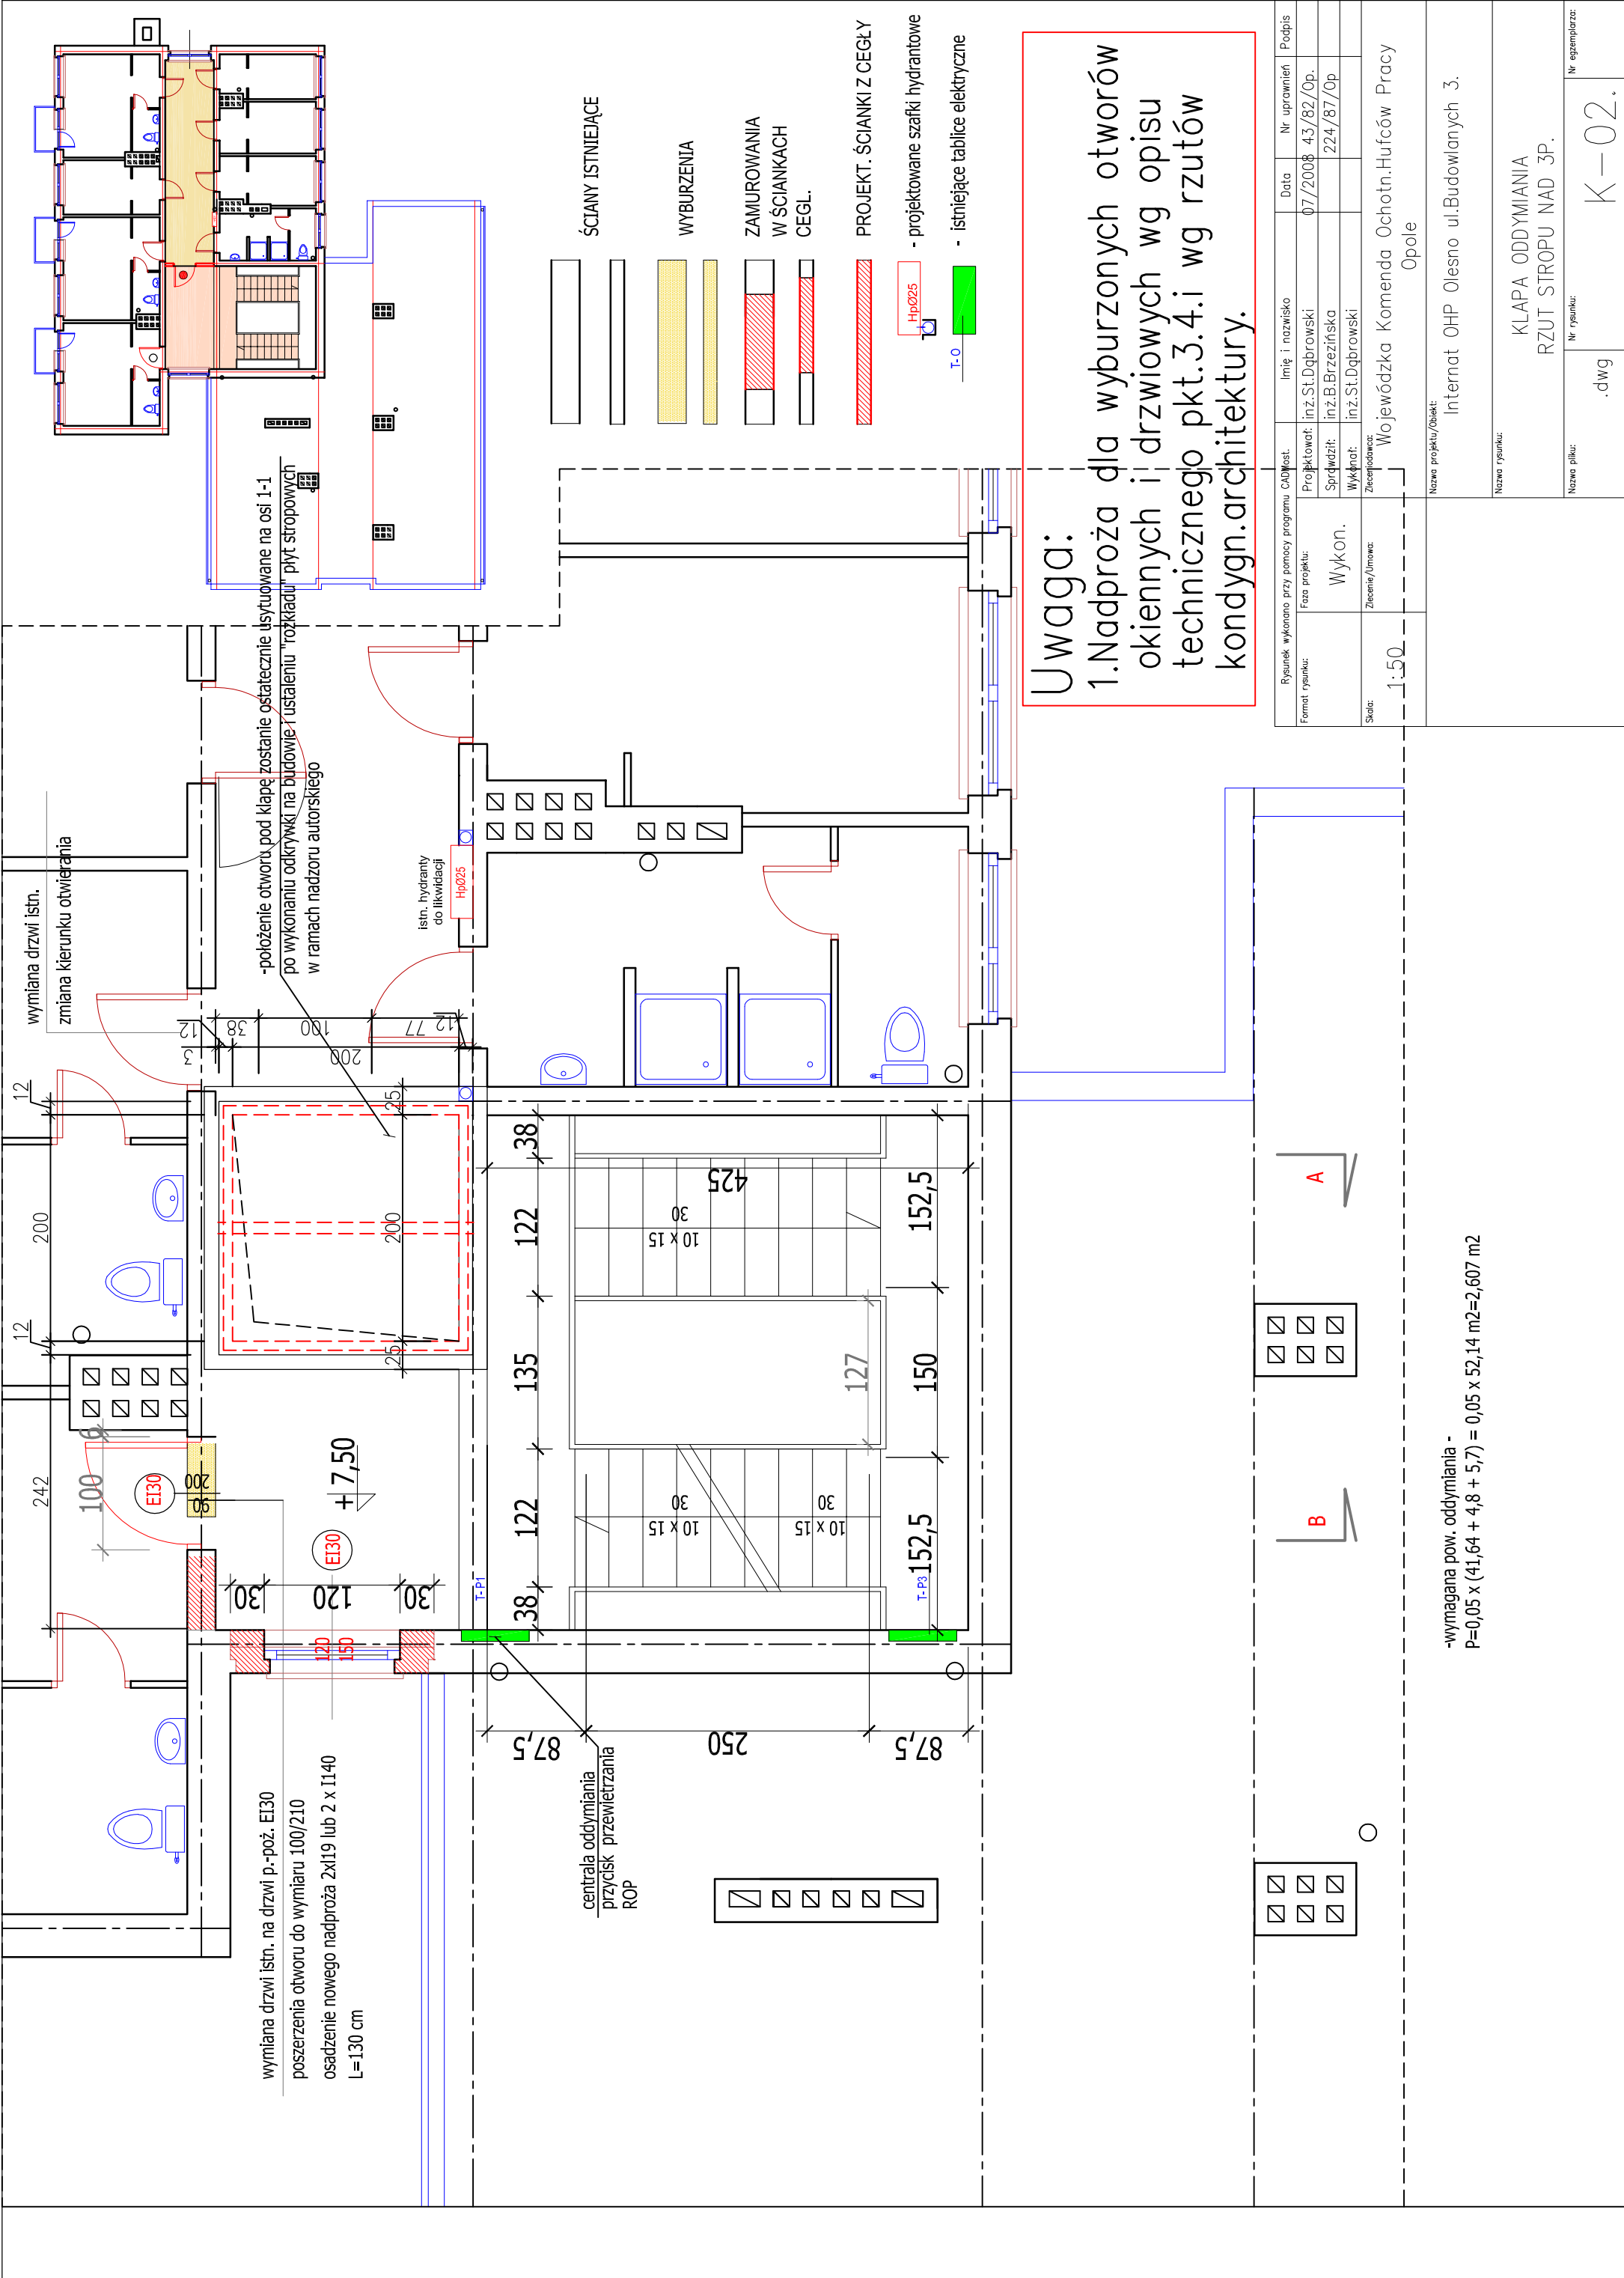 wymiana drzwi istn.
zmiana kierunku otwierania
-położenie otworu pod klapę zostanie ostatecznie usytuowane na osi 1-1
po wykonaniu odkrywki na budowie i ustaleniu "rozkładu" płyt stropowych
w ramach nadzoru autorskiego
istn. hydranty
do likwidacji
HpØ25
12
200
12
242
100
6
EI30
90
200
+7,50
EI30
30
120
30
120
150
3
12
38
100
77
12
200
25
200
25
38
122
135
122
38
425
10 x 15
30
10 x 15
30
10 x 15
30
127
152,5
150
152,5
T- P1
T- P3
87,5
250
87,5
wymiana drzwi istn. na drzwi p.-poż. EI30
poszerzenia otworu do wymiaru 100/210
osadzenie nowego nadproża 2xl19 lub 2 x I140
L=130 cm
centrala oddymiania
przycisk przewietrzania
ROP
A
B
-wymagana pow. oddymiania -
P=0,05 x (41,64 + 4,8 + 5,7) = 0,05 x 52,14 m2=2,607 m2
ŚCIANY ISTNIEJĄCE
WYBURZENIA
ZAMUROWANIA
W ŚCIANKACH
CEGL.
PROJEKT. ŚCIANKI Z CEGŁY
HpØ25
- projektowane szafki hydrantowe
T- O
- istniejące tablice elektryczne
Uwaga:
1.Nadproża dla wyburzonych otworów
okiennych i drzwiowych wg opisu
technicznego pkt.3.4.i wg rzutów
kondygn.architektury.
Rysunek wykonano przy pomocy programu CADMost.
Imię i nazwisko
Data
Nr uprawnień
Podpis
Format rysunku:
Faza projektu:
Wykon.
Projektował:
inż.St.Dąbrowski
07/2008
43/82/Op.
Sprawdził:
inż.B.Brzezińska
224/87/Op
Wykonał:
inż.St.Dąbrowski
Skala:
1:50
Zlecenie/Umowa:
Zleceniodawca:
Wojewódzka Komenda Ochotn.Hufców Pracy
Opole
Nazwa projektu/Obiekt:
Internat OHP Olesno ul.Budowlanych 3.
Nazwa rysunku:
KLAPA ODDYMIANIA
RZUT STROPU NAD 3P.
Nazwa pliku:
.dwg
Nr rysunku:
K-02.
Nr egzemplarza: